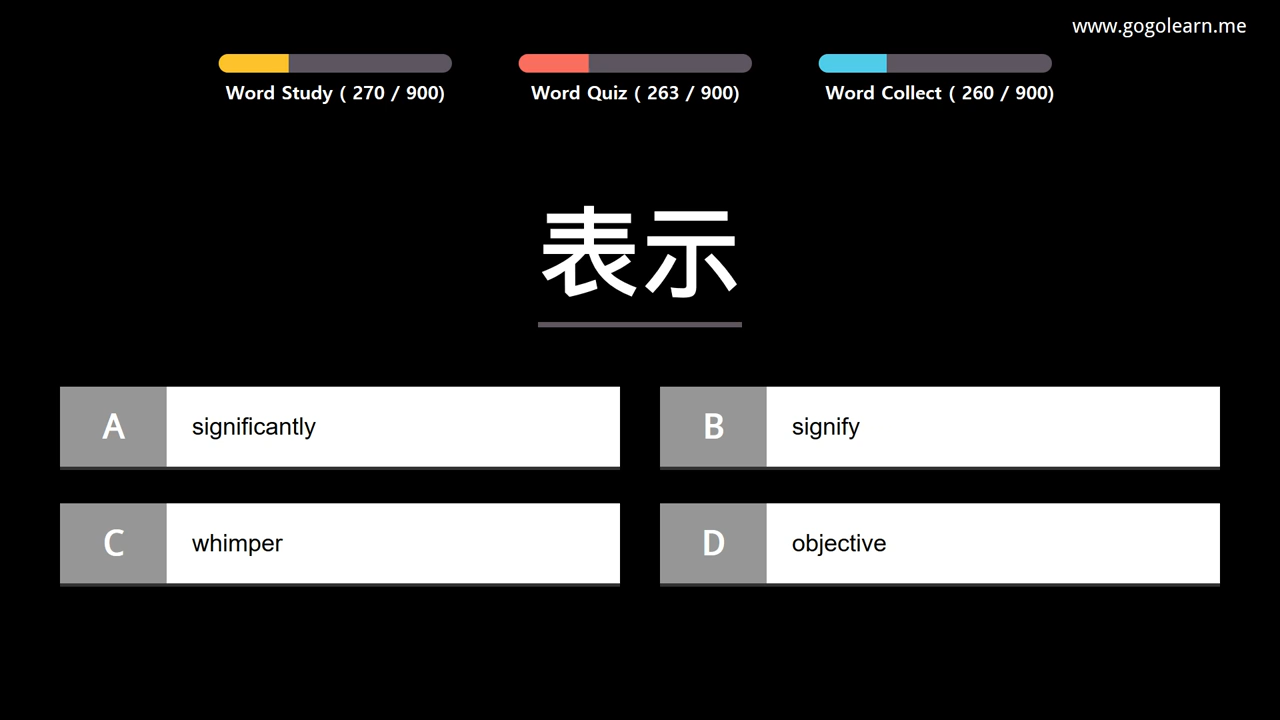 www.gogolearn.me
Word Study ( 270 / 900)
Word Quiz ( 263 / 900)
Word Collect ( 260 / 900)
表示
A significantly
B signify
C whimper
D objective